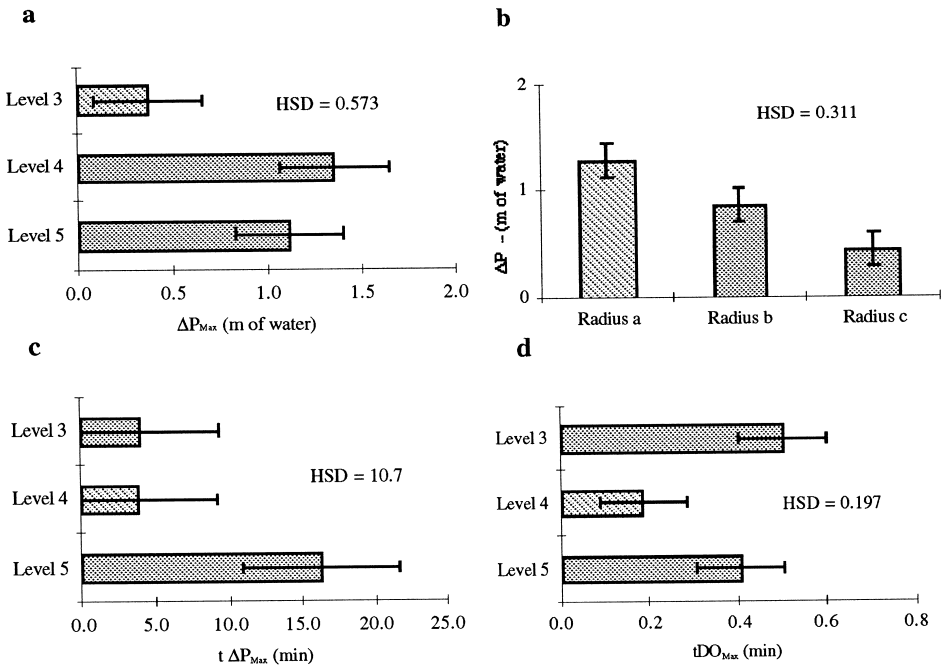 a
Level 3
Level 4
Level 5
HSD = 0.573
0.0 0.5 1.0 1.5 2.0
ΔPMax (m of water)
b
2
1
0
ΔP - (m of water)
HSD = 0.311
Radius a Radius b Radius c
c
Level 3
Level 4
Level 5
HSD = 10.7
0.0 5.0 10.0 15.0 20.0 25.0
t ΔPMax (min)
d
Level 3
Level 4
Level 5
HSD = 0.197
0.0 0.2 0.4 0.6 0.8
tDOMax (min)